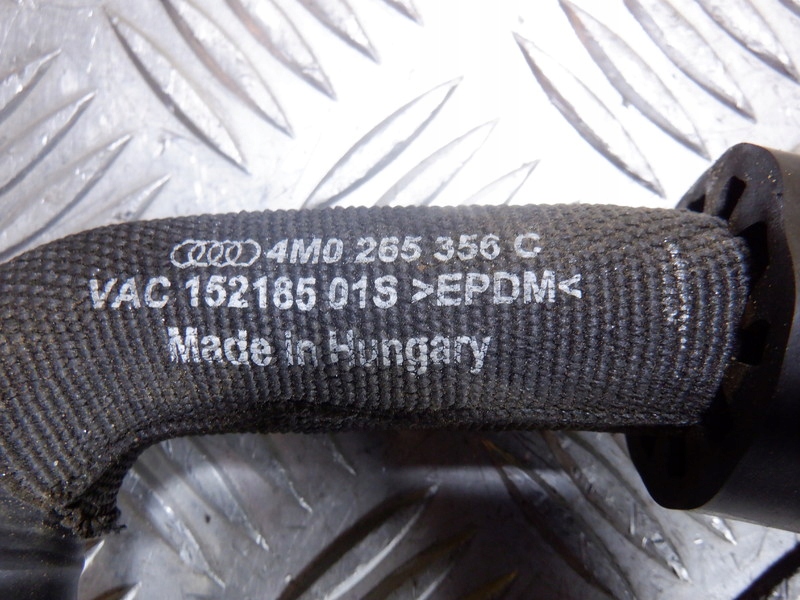 4M0 265 356 C
VAC 152185 01S >EPDM<
Made in Hungary